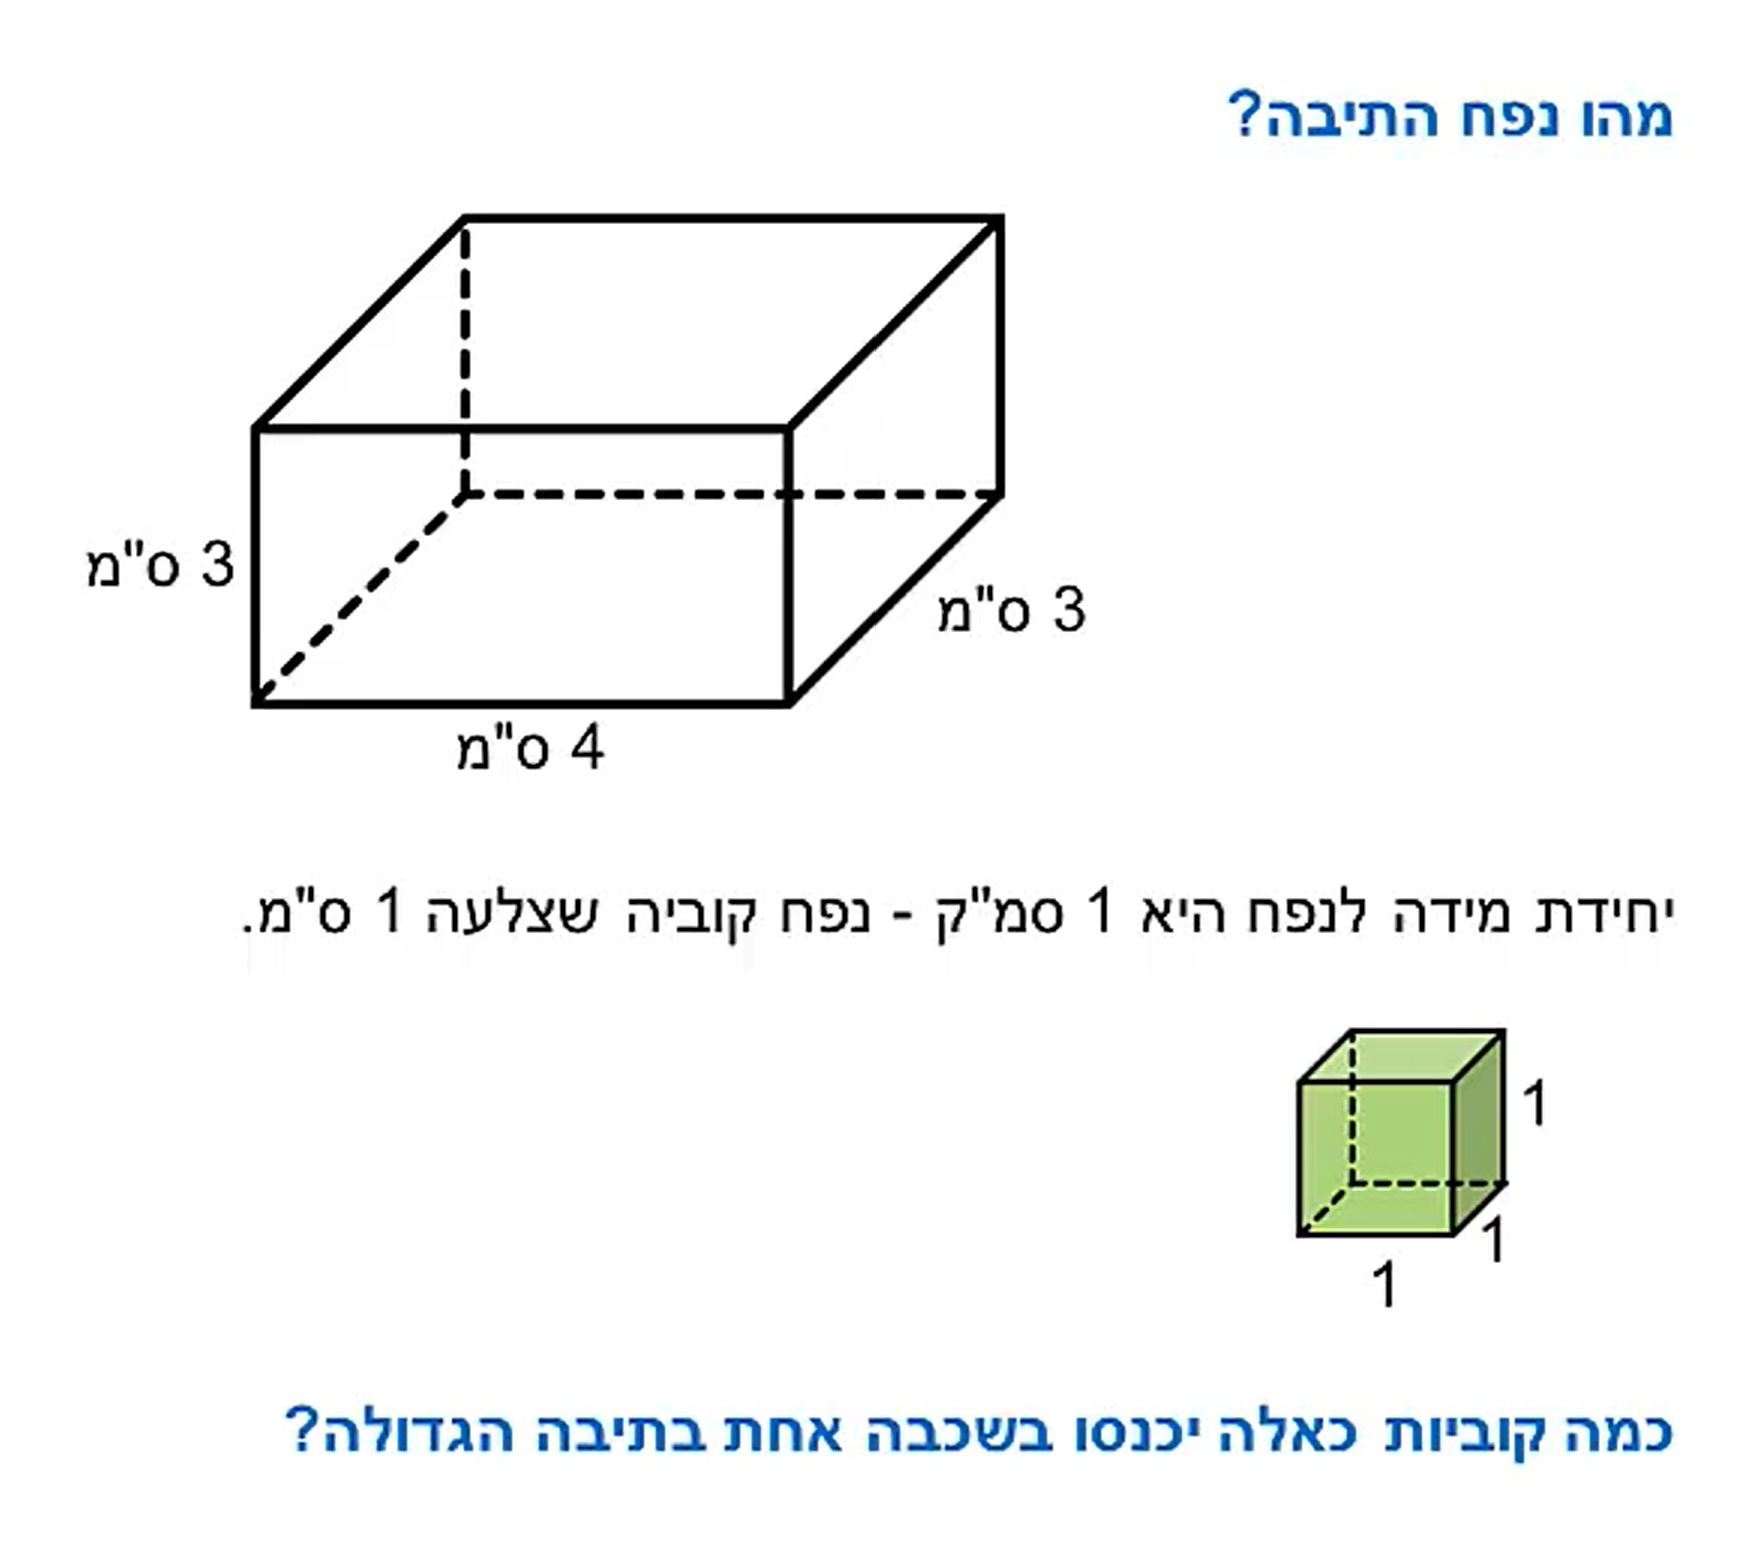 מהו נפח התיבה?
3 ס"מ
3 ס"מ
4 ס"מ
יחידת מידה לנפח היא 1 סמ"ק - נפח קוביה שצלעה 1 ס"מ.
1
1
1
כמה קוביות כאלה יכנסו בשכבה אחת בתיבה הגדולה?